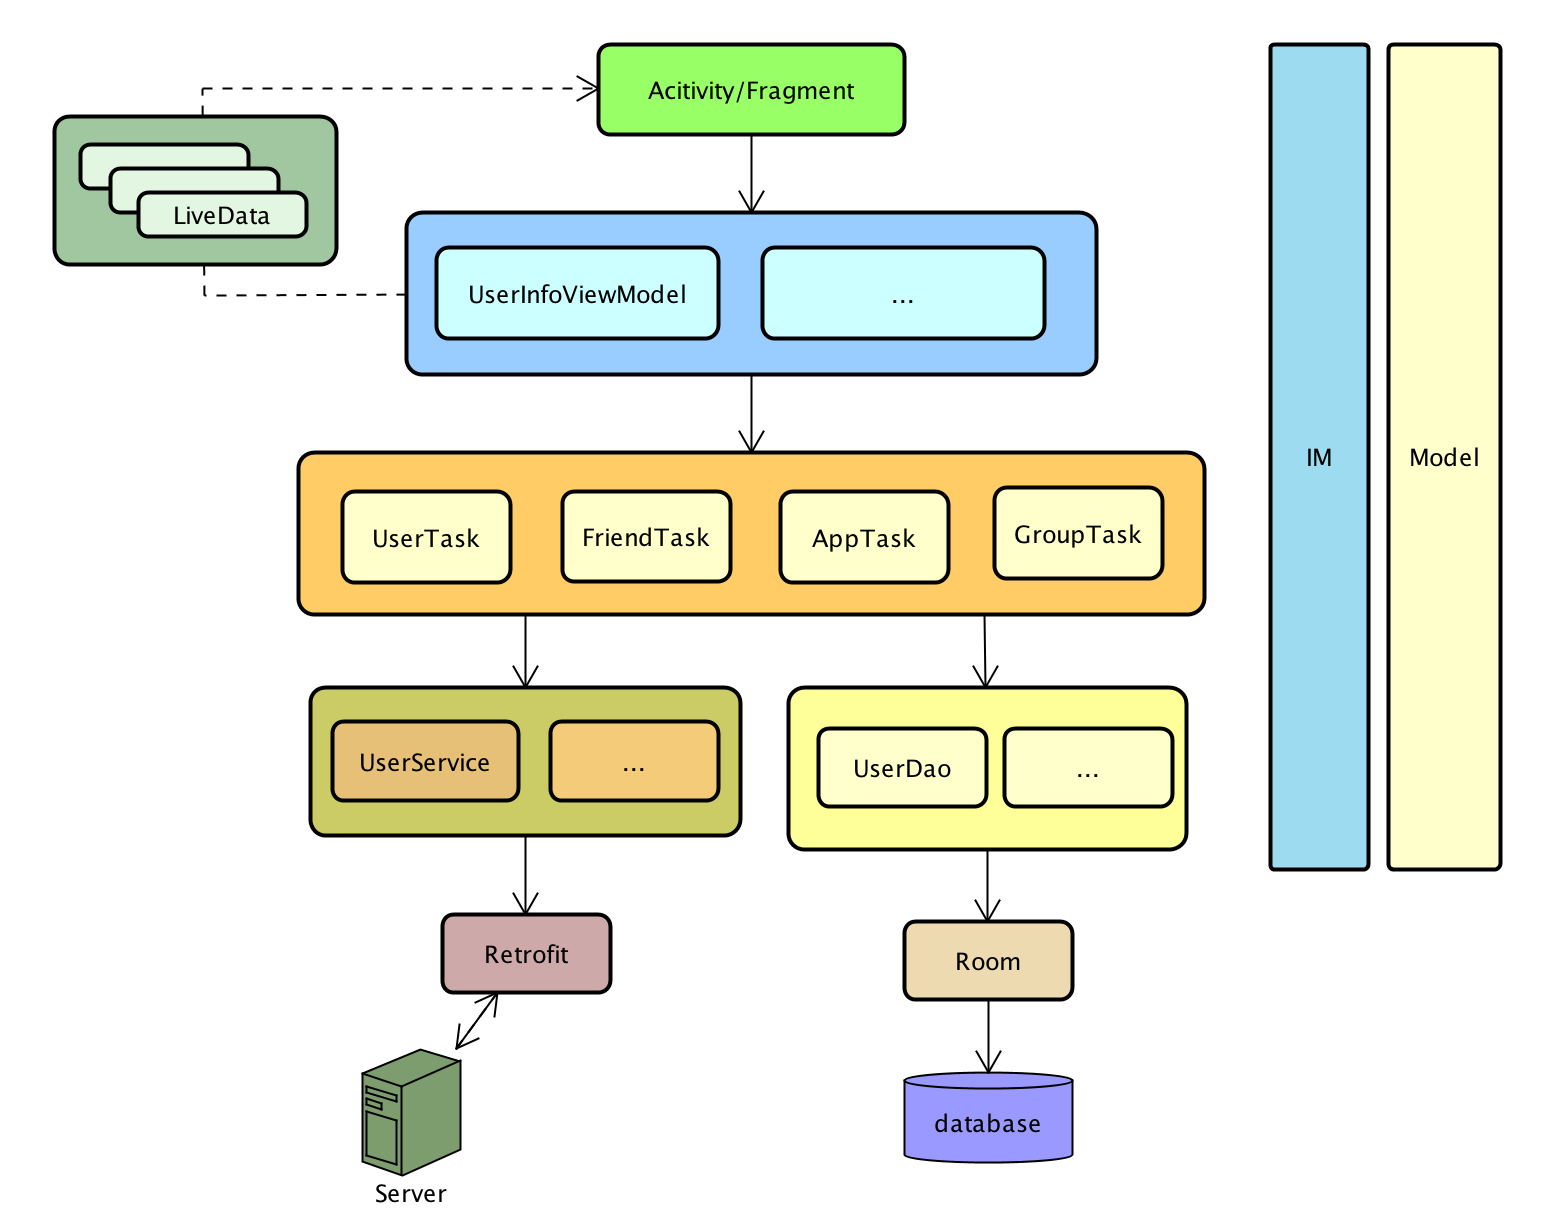 Acitivity/Fragment
LiveData
UserInfoViewModel
...
IM
Model
UserTask
FriendTask
AppTask
GroupTask
UserService
...
UserDao
...
Retrofit
Room
database
Server